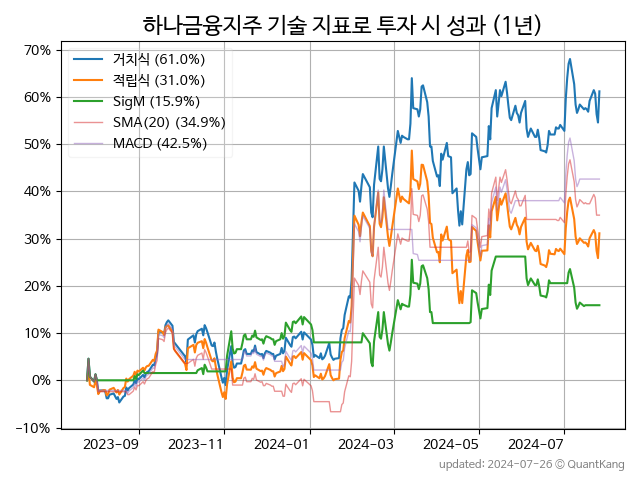 하나금융지주 기술 지표로 투자 시 성과 (1년)
70%
60%
50%
40%
30%
20%
10%
0%
−10%
거치식 (61.0%)
적립식 (31.0%)
SigM (15.9%)
SMA(20) (34.9%)
MACD (42.5%)
2023-09
2023-11
2024-01
2024-03
2024-05
2024-07
updated: 2024-07-26 © QuantKang